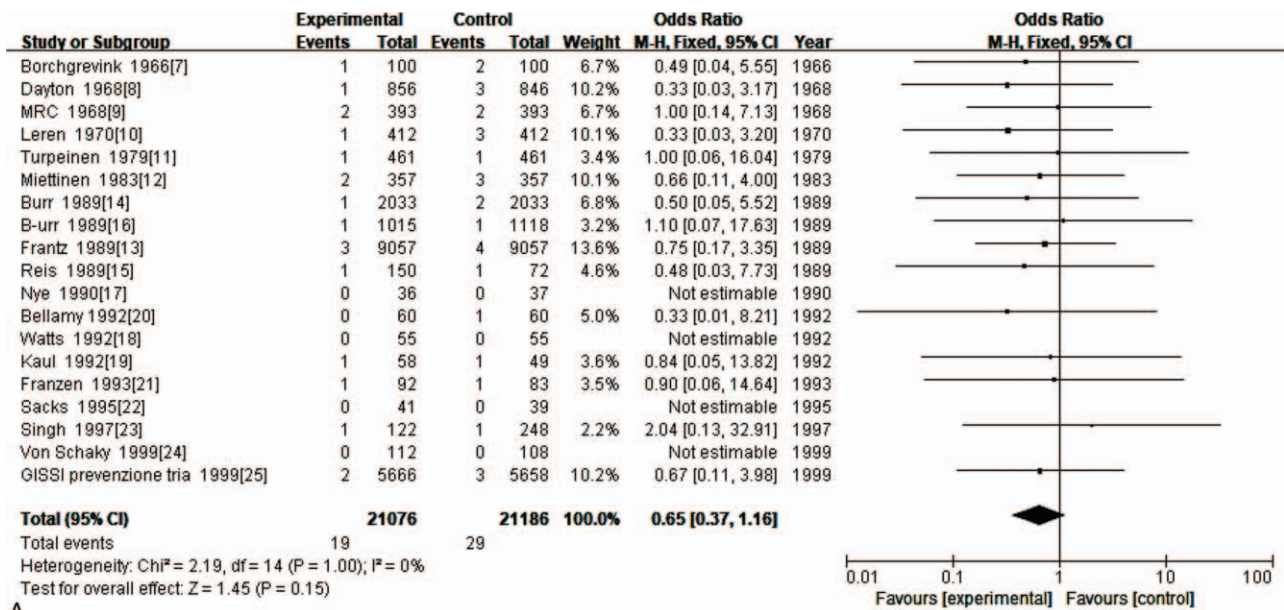 Experimental Control Odds Ratio Odds Ratio
Study or Subgroup Events Total Events Total Weight M-H, Fixed, 95% CI Year M-H, Fixed, 95% CI
Borchgrevink 1966[7] 1 100 2 100 6.7% 0.49 [0.04, 5.55] 1966
Dayton 1968[8] 1 856 3 846 10.2% 0.33 [0.03, 3.17] 1968
MRC 1968[9] 2 393 2 393 6.7% 1.00 [0.14, 7.13] 1968
Leren 1970[10] 1 412 3 412 10.1% 0.33 [0.03, 3.20] 1970
Turpeinen 1979[11] 1 461 1 461 3.4% 1.00 [0.06, 16.04] 1979
Miettinen 1983[12] 2 357 3 357 10.1% 0.66 [0.11, 4.00] 1983
Burr 1989[14] 1 2033 2 2033 6.8% 0.50 [0.05, 5.52] 1989
B-urr 1989[16] 1 1015 1 1118 3.2% 1.10 [0.07, 17.63] 1989
Frantz 1989[13] 3 9057 4 9057 13.6% 0.75 [0.17, 3.35] 1989
Reis 1989[15] 1 150 1 72 4.6% 0.48 [0.03, 7.73] 1989
Nye 1990[17] 0 36 0 37 Not estimable 1990
Bellamy 1992[20] 0 60 1 60 5.0% 0.33 [0.01, 8.21] 1992
Watts 1992[18] 0 55 0 55 Not estimable 1992
Kaul 1992[19] 1 58 1 49 3.6% 0.84 [0.05, 13.82] 1992
Franzen 1993[21] 1 92 1 83 3.5% 0.90 [0.06, 14.64] 1993
Sacks 1995[22] 0 41 0 39 Not estimable 1995
Singh 1997[23] 1 122 1 248 2.2% 2.04 [0.13, 32.91] 1997
Von Schaky 1999[24] 0 112 0 108 Not estimable 1999
GISSI prevenzione tria 1999[25] 2 5666 3 5658 10.2% 0.67 [0.11, 3.98] 1999
Total (95% CI) 21076 21186 100.0% 0.65 [0.37, 1.16]
Total events 19 29
Heterogeneity: Chi² = 2.19, df = 14 (P = 1.00); I² = 0%
Test for overall effect: Z = 1.45 (P = 0.15)
0.01 0.1 1 10 100
Favours [experimental] Favours [control]
A